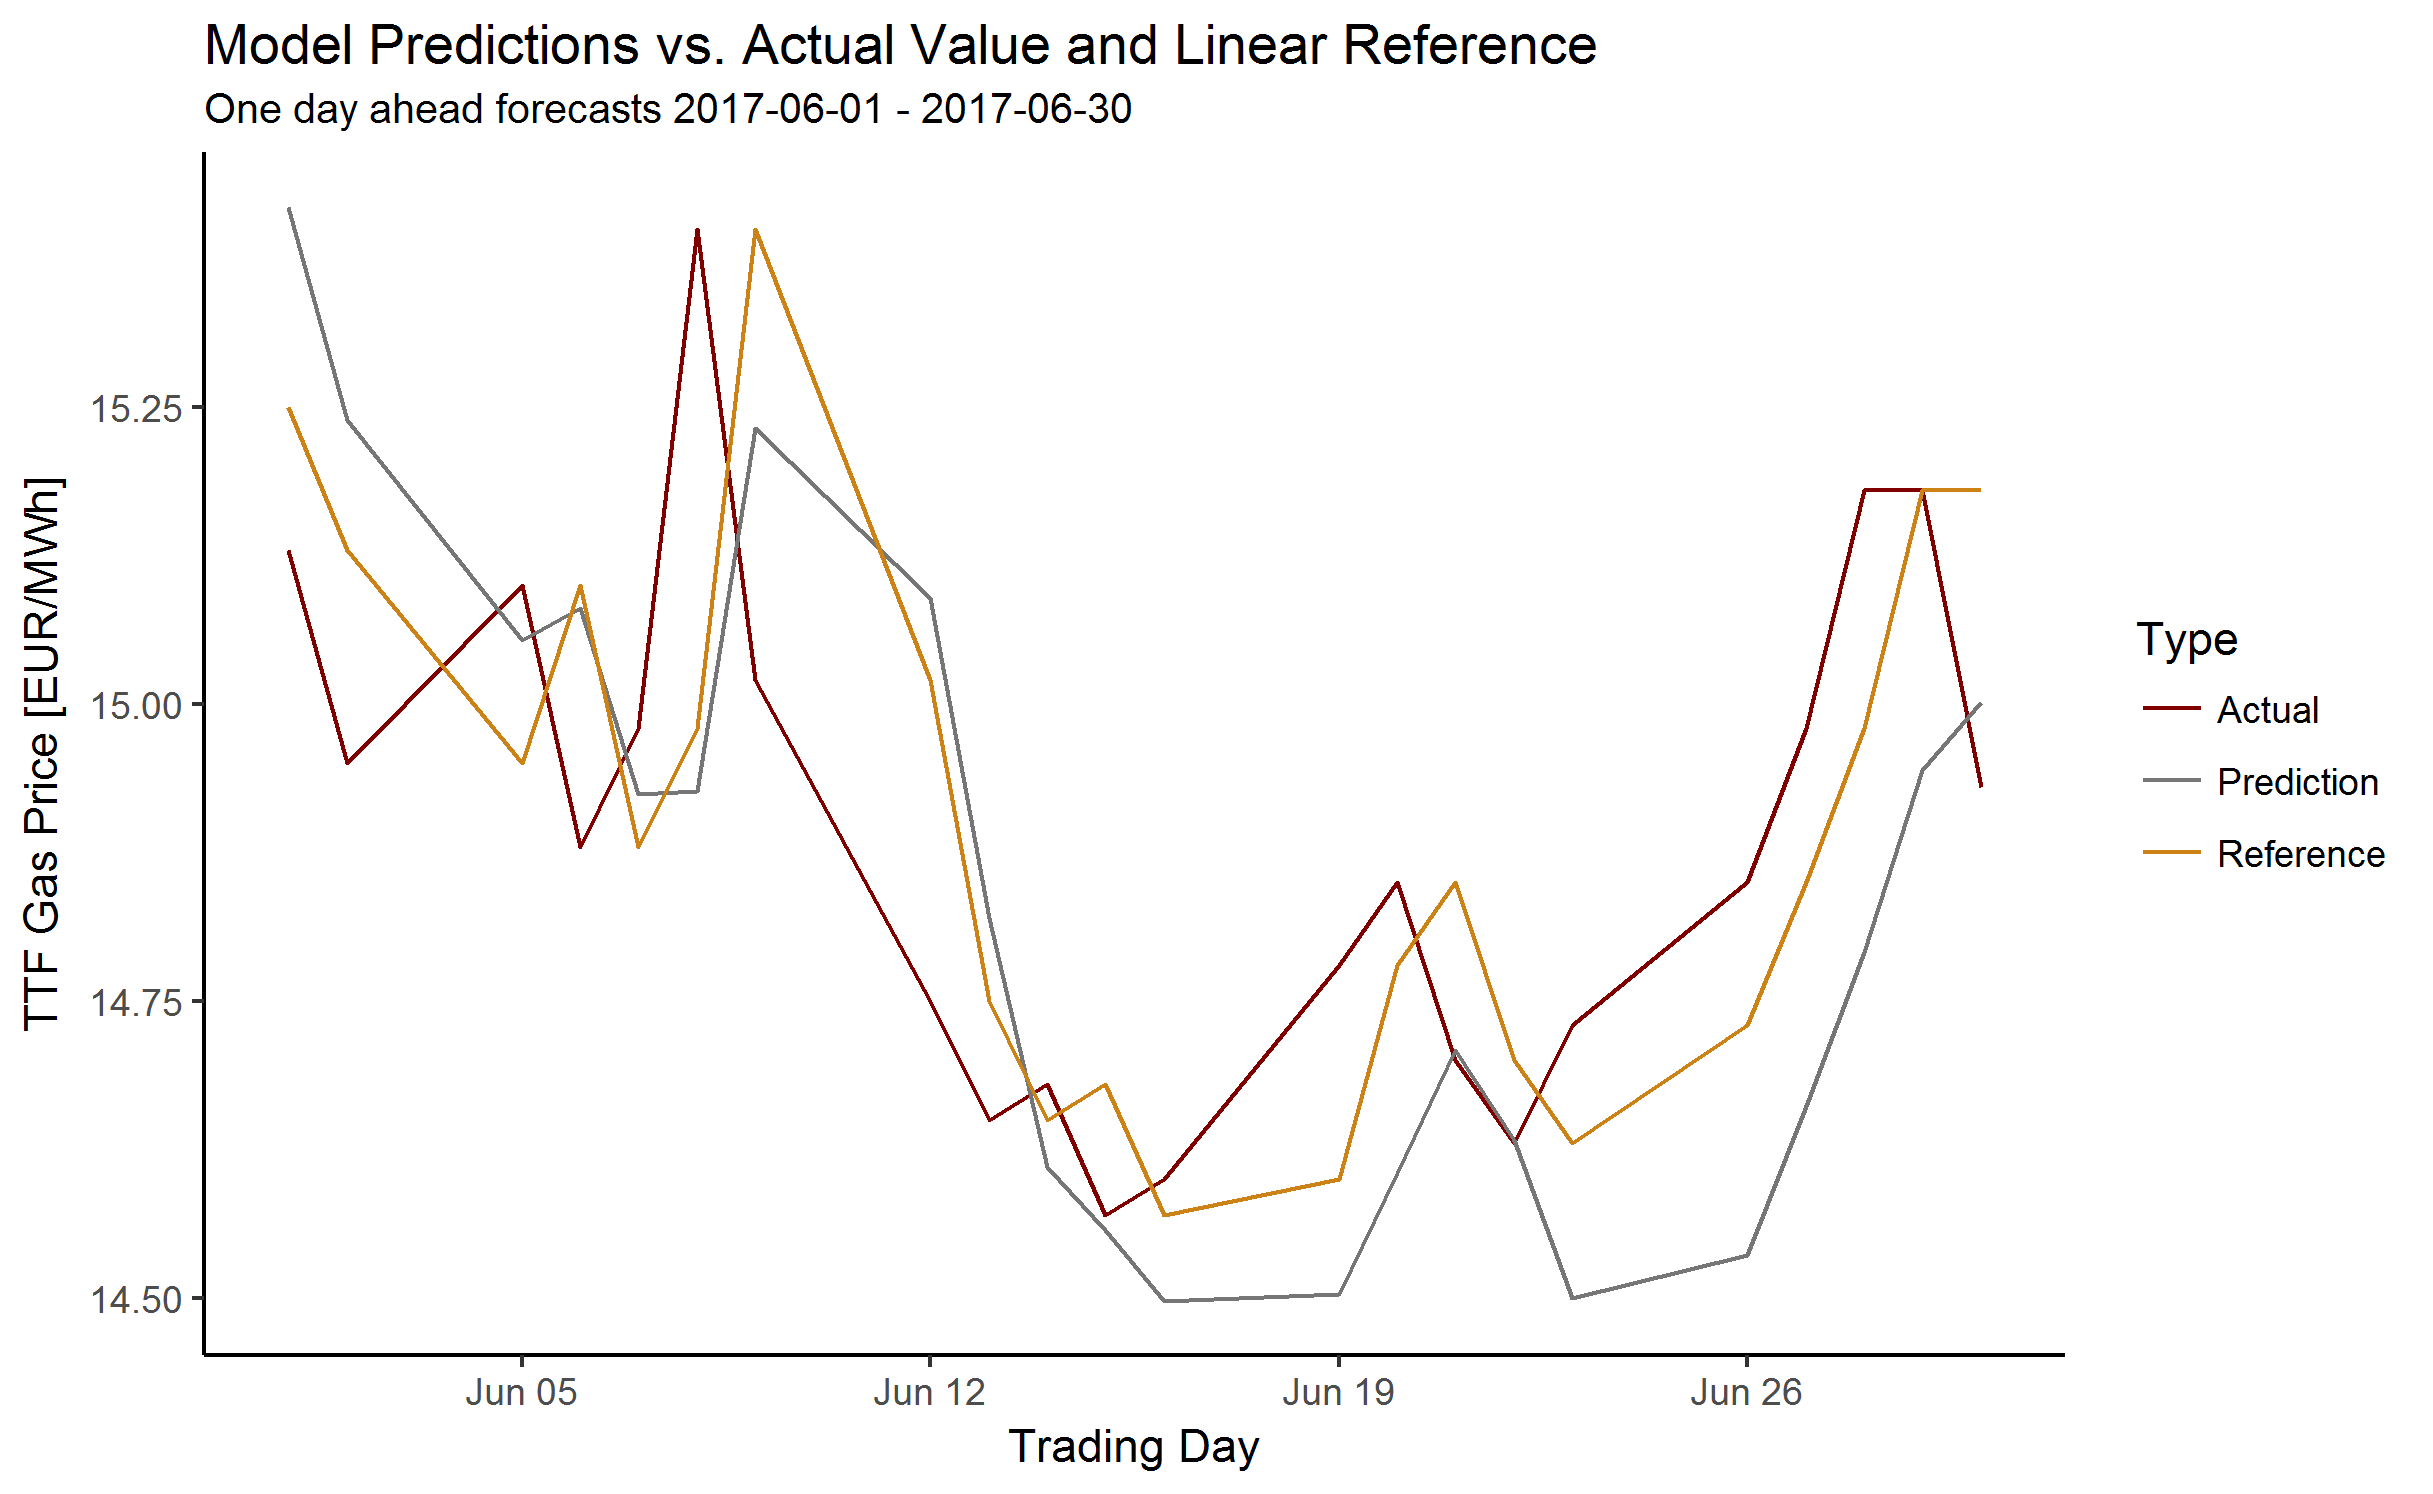 Model Predictions vs. Actual Value and Linear Reference
One day ahead forecasts 2017-06-01 - 2017-06-30
TTF Gas Price [EUR/MWh]
15.25
15.00
14.75
14.50
Jun 05
Jun 12
Jun 19
Jun 26
Trading Day
Type
Actual
Prediction
Reference